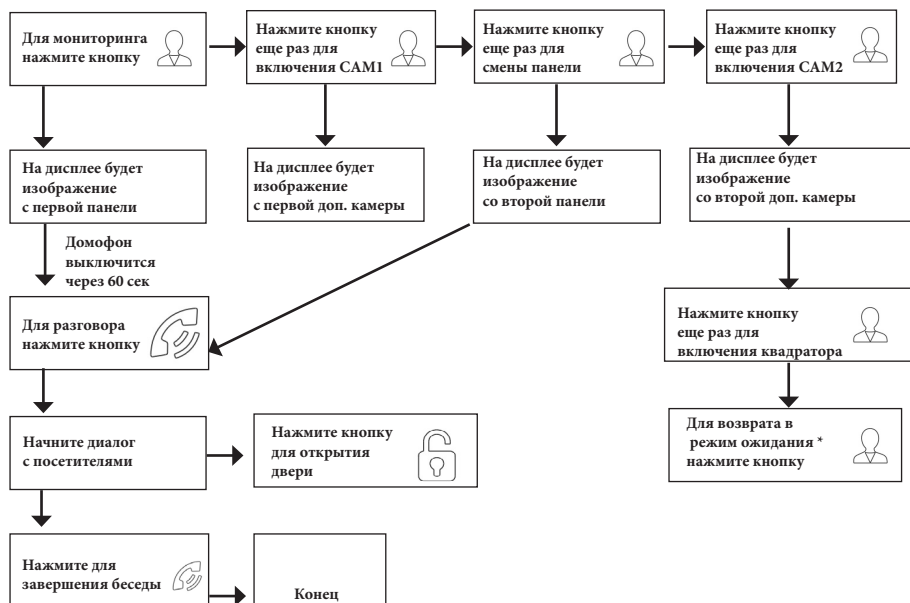 Для мониторинга
нажмите кнопку
Нажмите кнопку
еще раз для
включения CAM1
Нажмите кнопку
еще раз для
смены панели
Нажмите кнопку
еще раз для
включения CAM2
На дисплее будет
изображение
с первой панели
На дисплее будет
изображение
с первой доп. камеры
На дисплее будет
изображение
со второй панели
На дисплее будет
изображение
со второй доп. камеры
Домофон
выключится
через 60 сек
Для разговора
нажмите кнопку
Нажмите кнопку
еще раз для
включения квадратора
Начните диалог
с посетителями
Нажмите кнопку
для открытия
двери
Для возврата в
режим ожидания *
нажмите кнопку
Нажмите для
завершения беседы
Конец